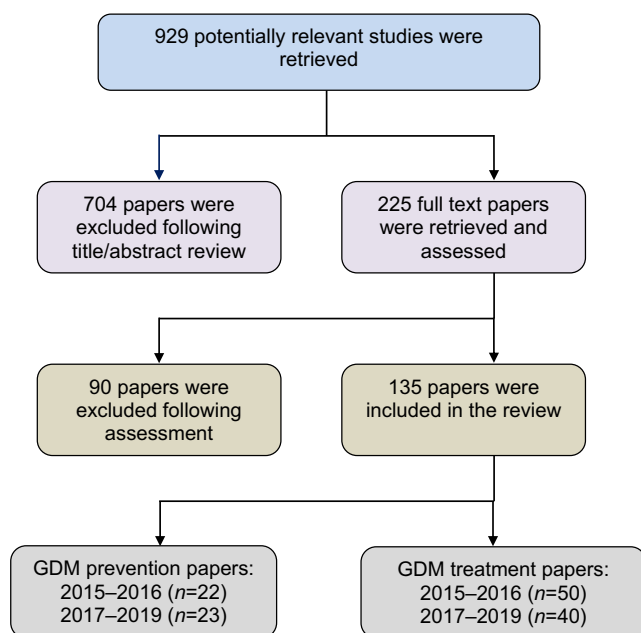 929 potentially relevant studies were
retrieved
704 papers were
excluded following
title/abstract review
225 full text papers
were retrieved and
assessed
90 papers were
excluded following
assessment
135 papers were
included in the review
GDM prevention papers:
2015–2016 (n=22)
2017–2019 (n=23)
GDM treatment papers:
2015–2016 (n=50)
2017–2019 (n=40)